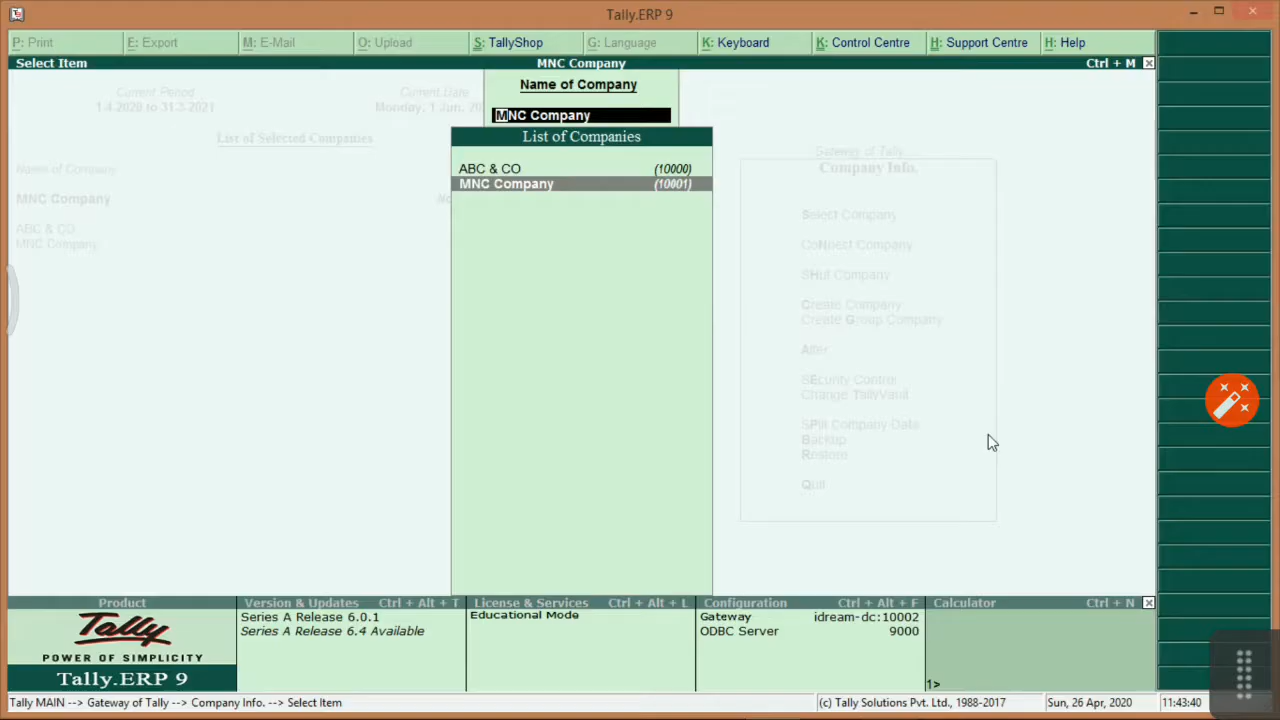 Tally.ERP 9
P: Print
E: Export
M: E-Mail
O: Upload
S: TallyShop
G: Language
K: Keyboard
K: Control Centre
H: Support Centre
H: Help
Select Item
MNC Company
Ctrl + M
Current Period
1-4-2020 to 31-3-2021
Current Date
Monday, 1 Jun, 20
Name of Company
MNC Company
List of Selected Companies
Name of Company
MNC Company
No
ABC & CO
MNC Company
List of Companies
ABC & CO (10000)
MNC Company (10001)
Gateway of Tally...
Company Info.
Select Company
CoNnect Company
SHut Company
Create Company
Create Group Company
Alter
SEcurity Control
Change TallyVault
SPlit Company Data
Backup
Restore
Quit
Product
Tally
POWER OF SIMPLICITY
Tally.ERP 9
Version & Updates Ctrl + Alt + T
Series A Release 6.0.1
Series A Release 6.4 Available
License & Services Ctrl + Alt + L
Educational Mode
Configuration Ctrl + Alt + F
Gateway idream-dc:10002
ODBC Server 9000
Calculator Ctrl + N
1>
Tally MAIN --> Gateway of Tally --> Company Info. --> Select Item
(c) Tally Solutions Pvt. Ltd., 1988-2017
Sun, 26 Apr, 2020
11:43:40